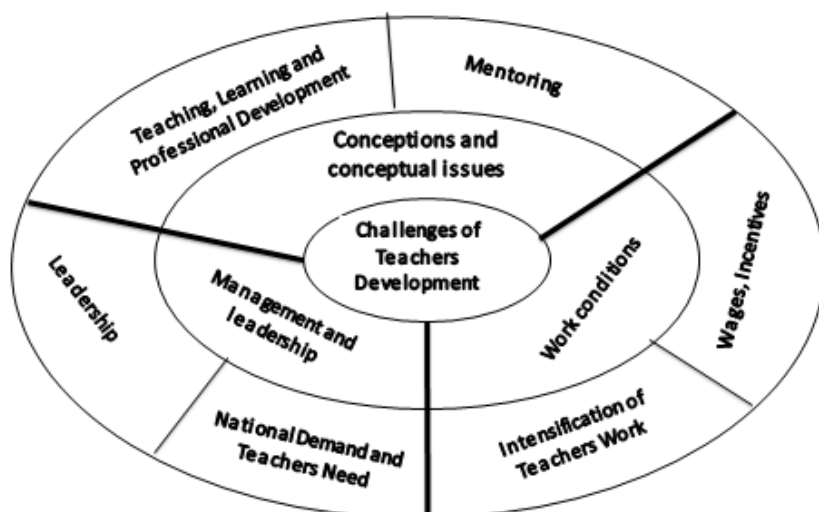 Teaching, Learning and
Professional Development
Mentoring
Conceptions and
conceptual issues
Challenges of
Teachers
Development
Leadership
Management and
leadership
Work conditions
Wages, Incentives
National Demand and
Teachers Need
Intensification of
Teachers Work